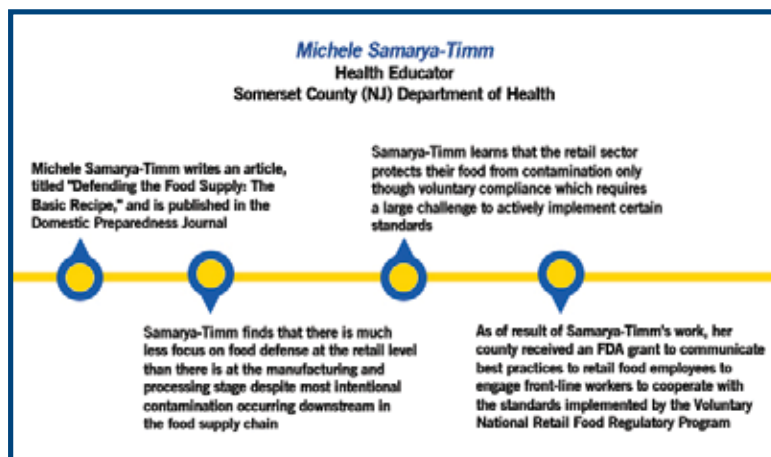 Michele Samarya-Timm
Health Educator
Somerset County (NJ) Department of Health
Michele Samarya-Timm writes an article,
titled "Defending the Food Supply: The
Basic Recipe," and is published in the
Domestic Preparedness Journal
Samarya-Timm finds that there is much
less focus on food defense at the retail level
than there is at the manufacturing and
processing stage despite most intentional
contamination occurring downstream in
the food supply chain
Samarya-Timm learns that the retail sector
protects their food from contamination only
though voluntary compliance which requires
a large challenge to actively implement certain
standards
As of result of Samarya-Timm's work, her
county received an FDA grant to communicate
best practices to retail food employees to
engage front-line workers to cooperate with
the standards implemented by the Voluntary
National Retail Food Regulatory Program